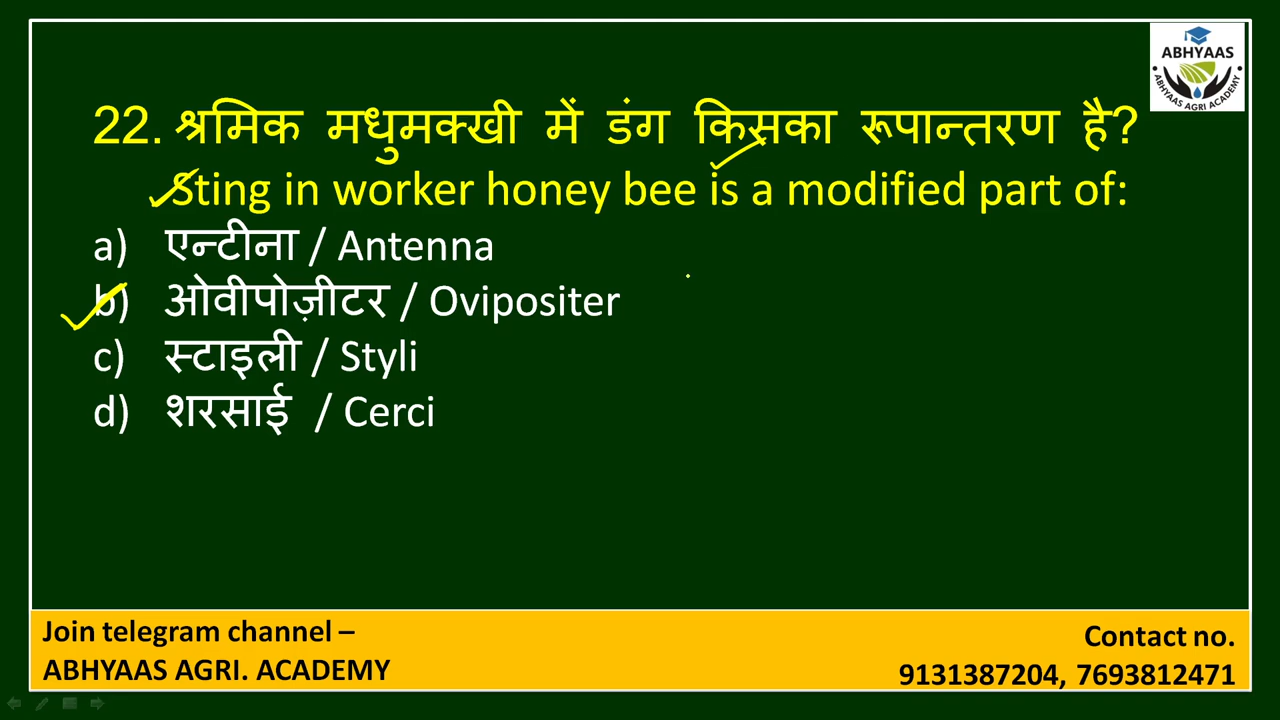 ABHYAAS
ABHYAAS AGRI ACADEMY
22. श्रमिक मधुमक्खी में डंग किसका रूपान्तरण है?
Sting in worker honey bee is a modified part of:
a) एन्टीना / Antenna
b) ओवीपोज़ीटर / Ovipositer
c) स्टाइली / Styli
d) शरसाई / Cerci
Join telegram channel –
ABHYAAS AGRI. ACADEMY
Contact no.
9131387204, 7693812471